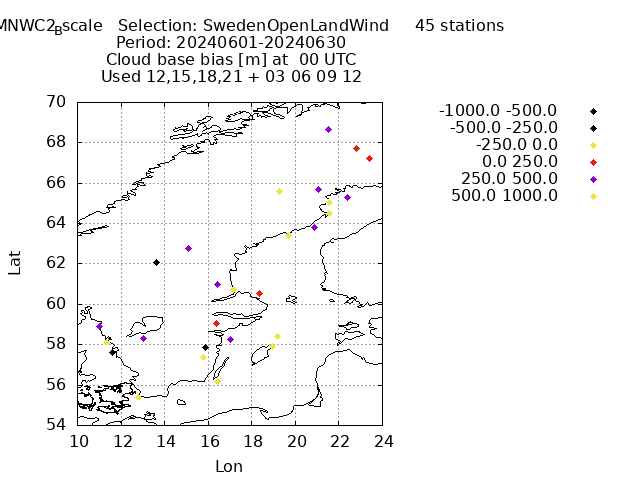 MNWC2Bscale Selection: SwedenOpenLandWind 45 stations
Period: 20240601-20240630
Cloud base bias [m] at 00 UTC
Used 12,15,18,21 + 03 06 09 12
-1000.0 -500.0
-500.0 -250.0
-250.0 0.0
0.0 250.0
250.0 500.0
500.0 1000.0
70
68
66
64
62
60
58
56
54
Lat
10 12 14 16 18 20 22 24
Lon